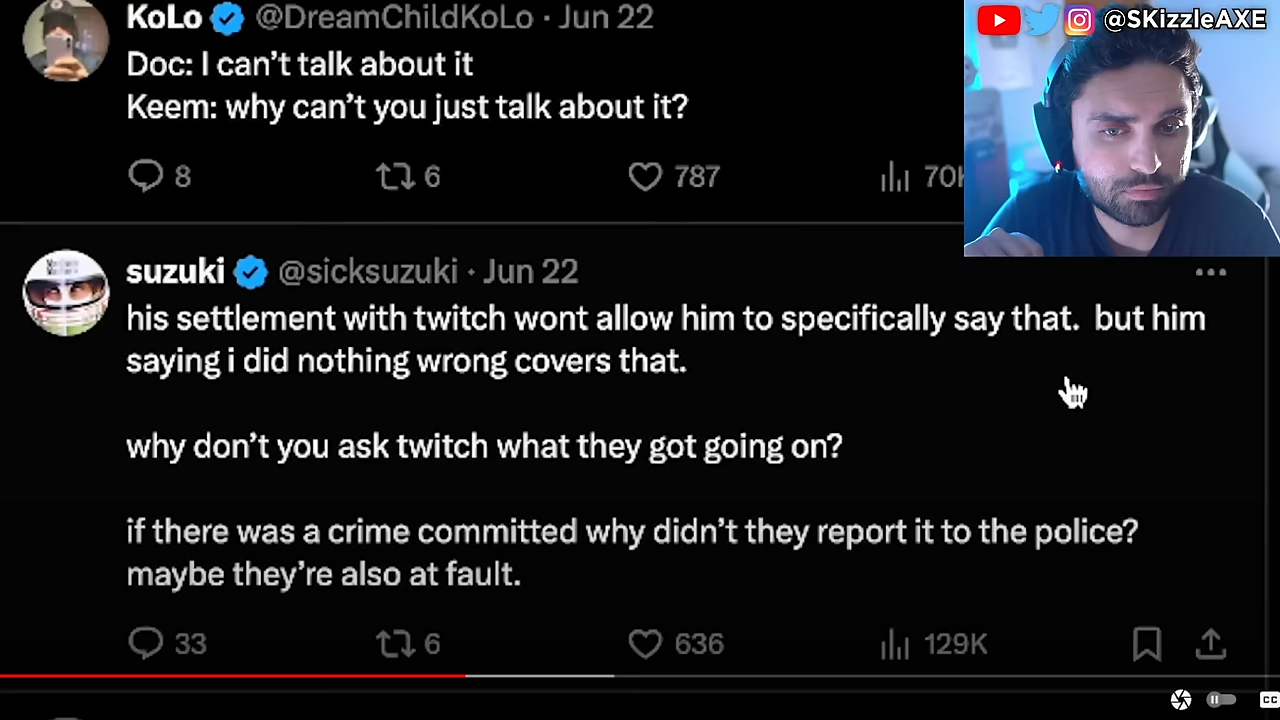 KoLo @DreamChildKoLo · Jun 22
@SKizzleAXE
Doc: I can't talk about it
Keem: why can't you just talk about it?
8 6 787 70
suzuki @sicksuzuki · Jun 22
his settlement with twitch wont allow him to specifically say that. but him
saying i did nothing wrong covers that.
why don't you ask twitch what they got going on?
if there was a crime committed why didn't they report it to the police?
maybe they're also at fault.
33 6 636 129K
CC